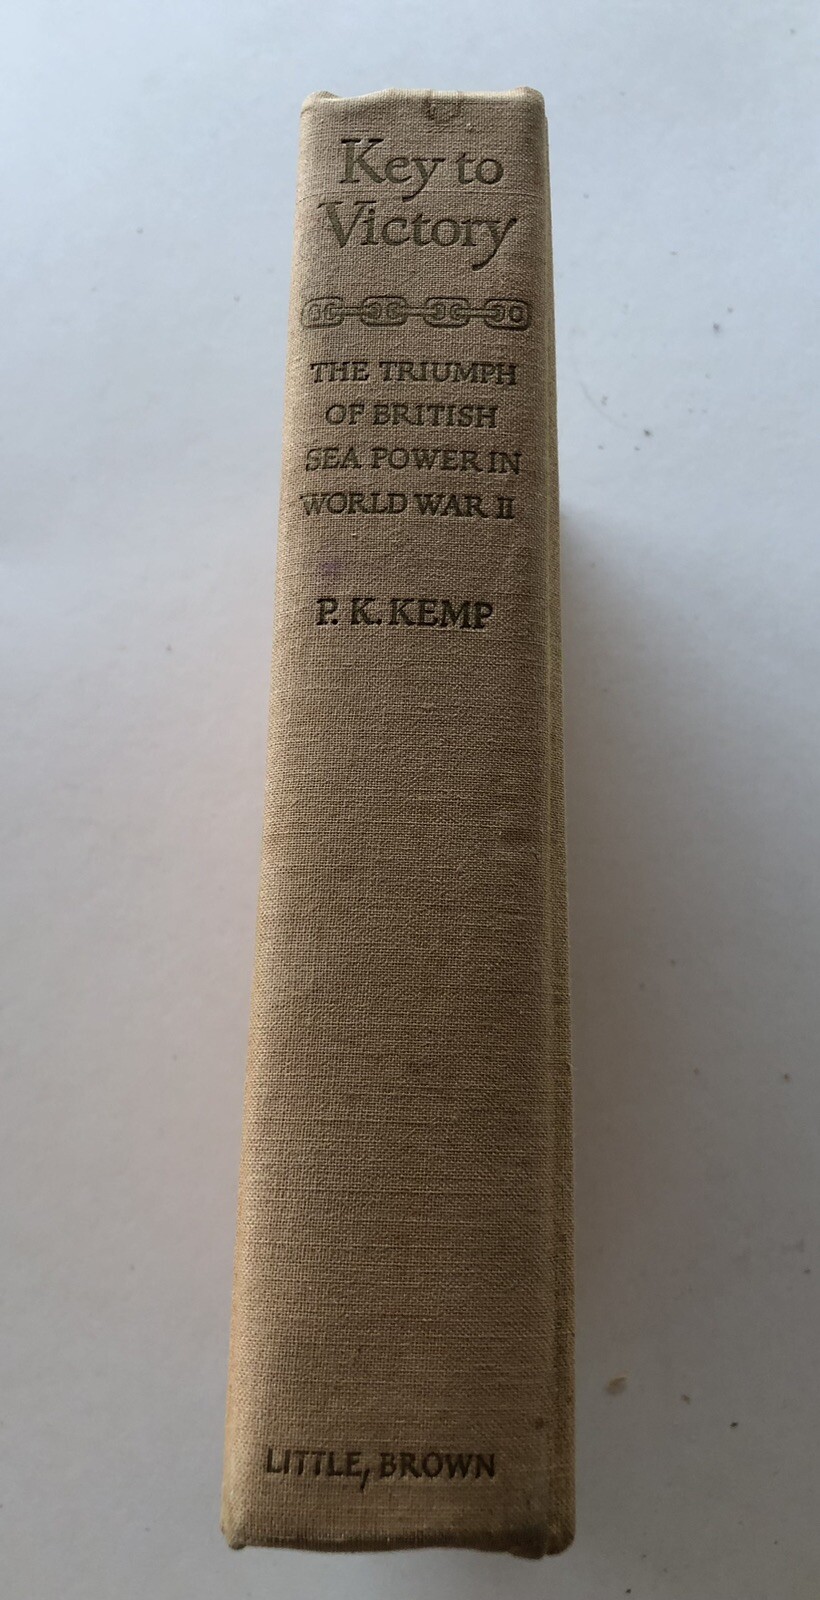 Key to
Victory
THE TRIUMPH
OF BRITISH
SEA POWER IN
WORLD WAR II
P. K. KEMP
LITTLE, BROWN